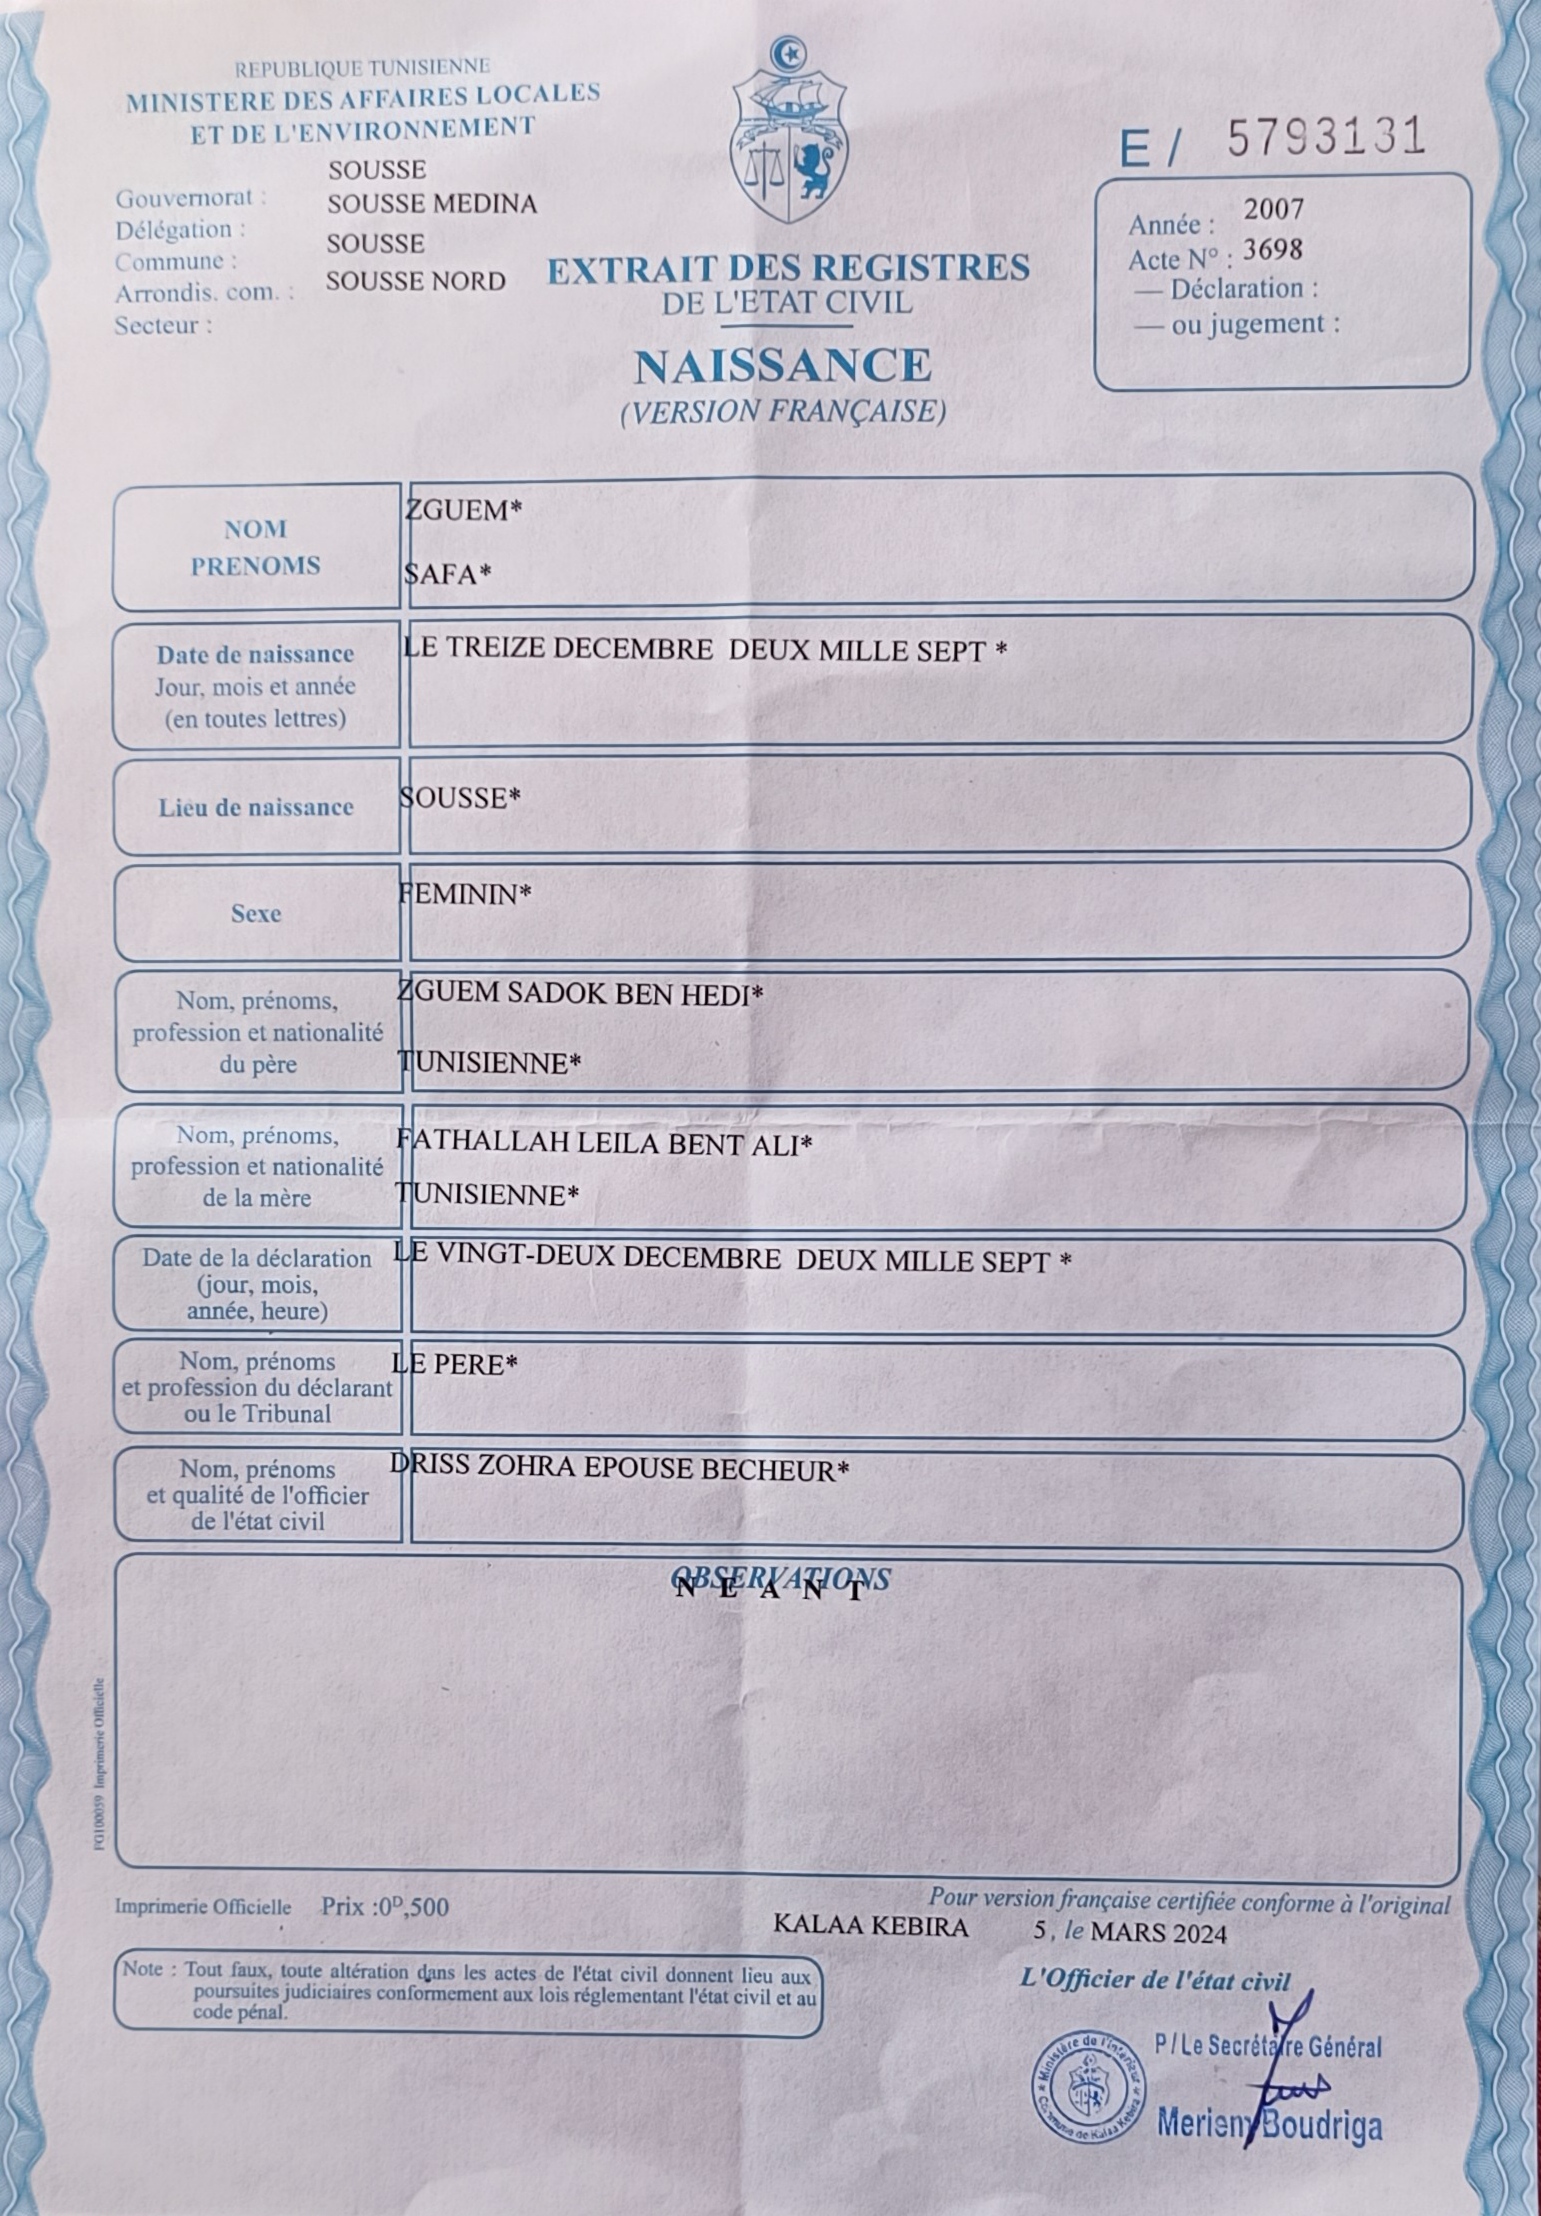 REPUBLIQUE TUNISIENNE
MINISTERE DES AFFAIRES LOCALES
ET DE L'ENVIRONNEMENT
Gouvernorat : SOUSSE
Délégation : SOUSSE MEDINA
Commune : SOUSSE
Arrondis. com. : SOUSSE NORD
Secteur :
E / 5793131
Année : 2007
Acte N° : 3698
— Déclaration :
— ou jugement :
EXTRAIT DES REGISTRES
DE L'ETAT CIVIL
NAISSANCE
(VERSION FRANÇAISE)
NOM
PRENOMS
ZGUEM*
SAFA*
Date de naissance
Jour, mois et année
(en toutes lettres)
LE TREIZE DECEMBRE DEUX MILLE SEPT *
Lieu de naissance
SOUSSE*
Sexe
FEMININ*
Nom, prénoms,
profession et nationalité
du père
ZGUEM SADOK BEN HEDI*
TUNISIENNE*
Nom, prénoms,
profession et nationalité
de la mère
FATHALLAH LEILA BENT ALI*
TUNISIENNE*
Date de la déclaration
(jour, mois,
année, heure)
LE VINGT-DEUX DECEMBRE DEUX MILLE SEPT *
Nom, prénoms
et profession du déclarant
ou le Tribunal
LE PERE*
Nom, prénoms
et qualité de l'officier
de l'état civil
DRISS ZOHRA EPOUSE BECHEUR*
OBSERVATIONS
N E A N T
FG100059 Imprimerie Officielle
Imprimerie Officielle Prix :0ᴰ,500
Pour version française certifiée conforme à l'original
KALAA KEBIRA 5, le MARS 2024
Note : Tout faux, toute altération dans les actes de l'état civil donnent lieu aux
poursuites judiciaires conformement aux lois réglementant l'état civil et au
code pénal.
L'Officier de l'état civil
P / Le Secrétaire Général
Boudriga
Ministère de l'Interieur
Commune de Kalaa Kebira